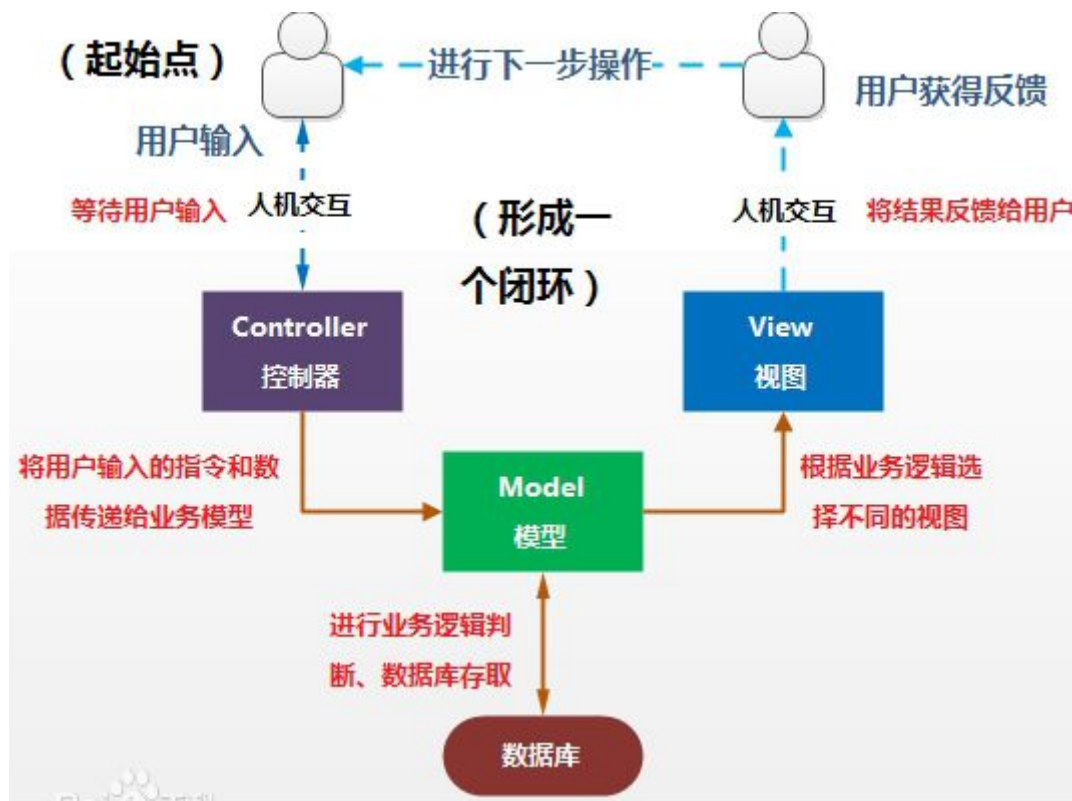 （起始点）
进行下一步操作
用户获得反馈
用户输入
等待用户输入
人机交互
（形成一
个闭环）
人机交互
将结果反馈给用户
Controller
控制器
View
视图
将用户输入的指令和数
据传递给业务模型
Model
模型
根据业务逻辑选
择不同的视图
进行业务逻辑判
断、数据库存取
数据库